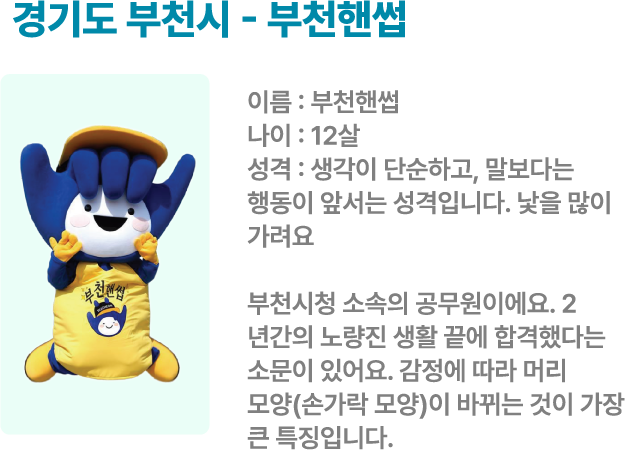 경기도 부천시 - 부천핸썹
이름 : 부천핸썹
나이 : 12살
성격 : 생각이 단순하고, 말보다는
행동이 앞서는 성격입니다. 낯을 많이
가려요
부천시청 소속의 공무원이에요. 2
년간의 노량진 생활 끝에 합격했다는
소문이 있어요. 감정에 따라 머리
모양(손가락 모양)이 바뀌는 것이 가장
큰 특징입니다.
부천핸썹